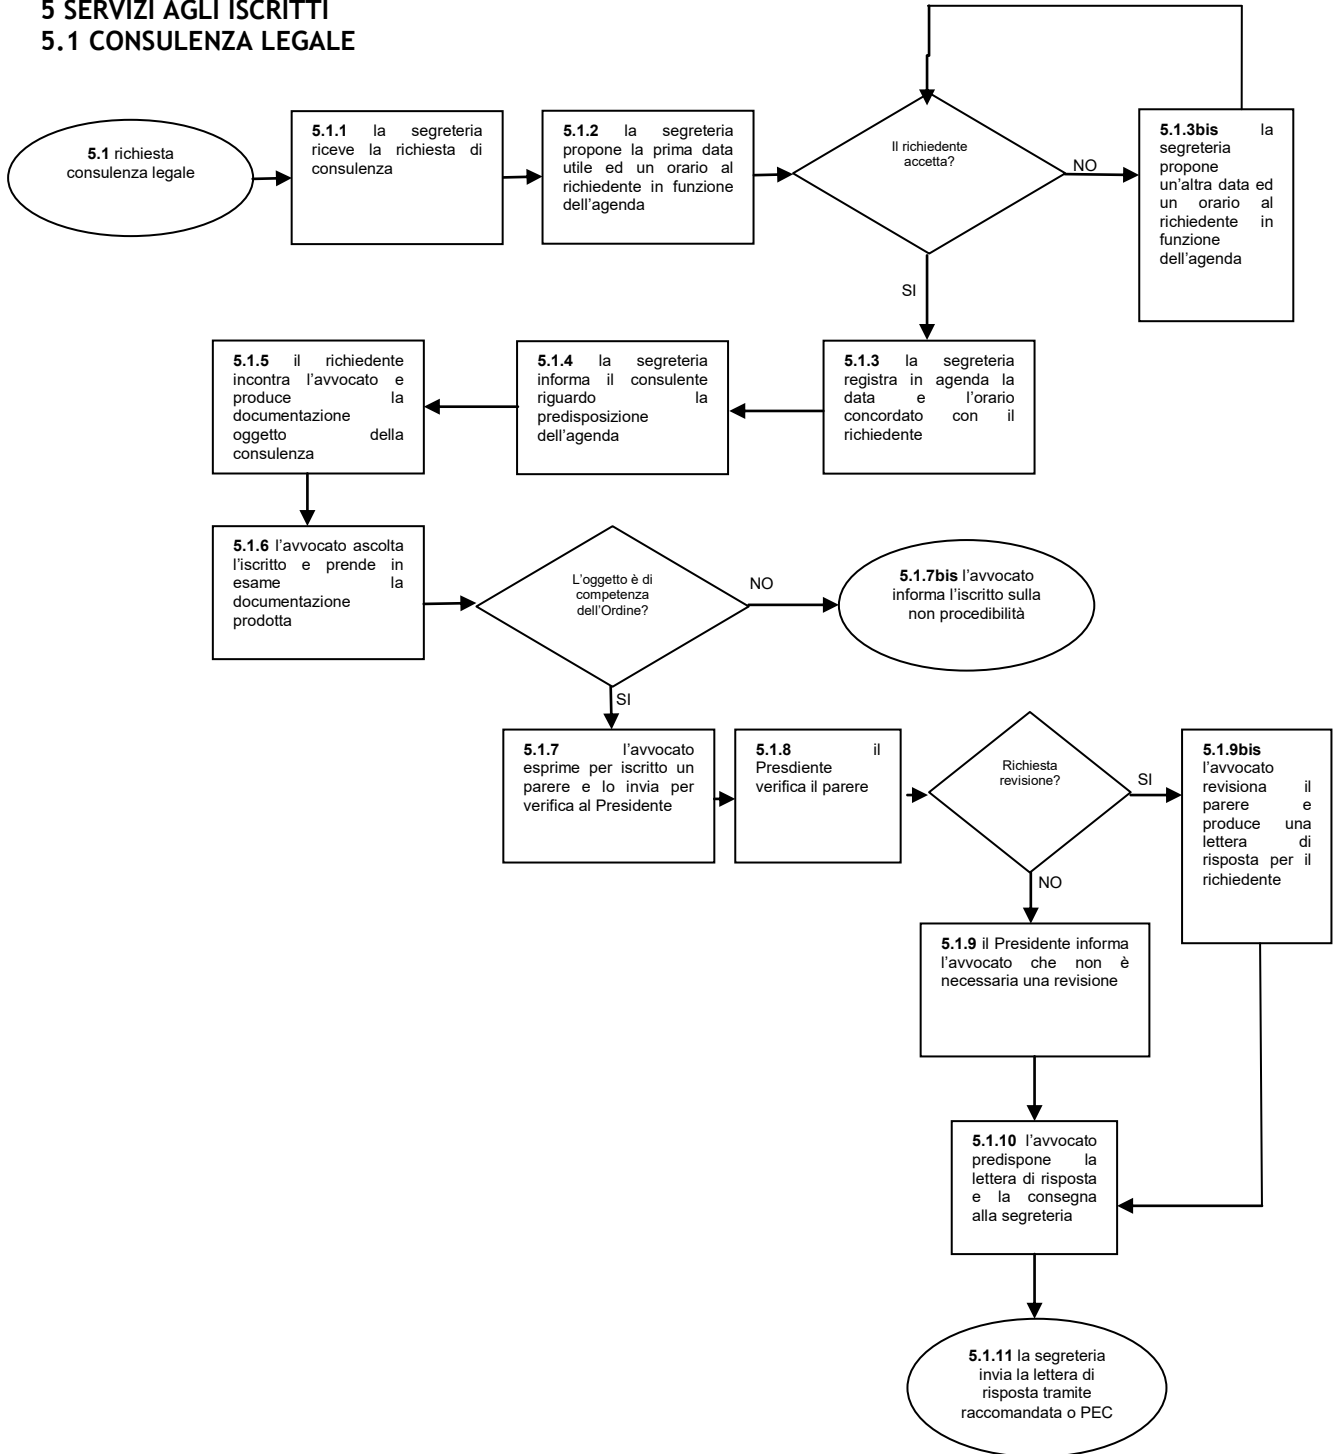 5 SERVIZI AGLI ISCRITTI
5.1 CONSULENZA LEGALE
5.1 richiesta
consulenza legale
5.1.1 la segreteria
riceve la richiesta di
consulenza
5.1.2 la segreteria
propone la prima data
utile ed un orario al
richiedente in funzione
dell'agenda
Il richiedente
accetta?
NO
5.1.3bis la
segreteria
propone
un'altra data ed
un orario al
richiedente in
funzione
dell'agenda
SI
5.1.5 il richiedente
incontra l'avvocato e
produce la
documentazione
oggetto della
consulenza
5.1.4 la segreteria
informa il consulente
riguardo la
predisposizione
dell'agenda
5.1.3 la segreteria
registra in agenda la
data e l'orario
concordato con il
richiedente
5.1.6 l'avvocato ascolta
l'iscritto e prende in
esame la
documentazione
prodotta
L'oggetto è di
competenza
dell'Ordine?
NO
5.1.7bis l'avvocato
informa l'iscritto sulla
non procedibilità
SI
5.1.7 l'avvocato
esprime per iscritto un
parere e lo invia per
verifica al Presidente
5.1.8 il
Presdiente
verifica il parere
Richiesta
revisione?
SI
5.1.9bis
l'avvocato
revisiona il
parere e
produce una
lettera di
risposta per il
richiedente
NO
5.1.9 il Presidente informa
l'avvocato che non è
necessaria una revisione
5.1.10 l'avvocato
predispone la
lettera di risposta
e la consegna
alla segreteria
5.1.11 la segreteria
invia la lettera di
risposta tramite
raccomandata o PEC